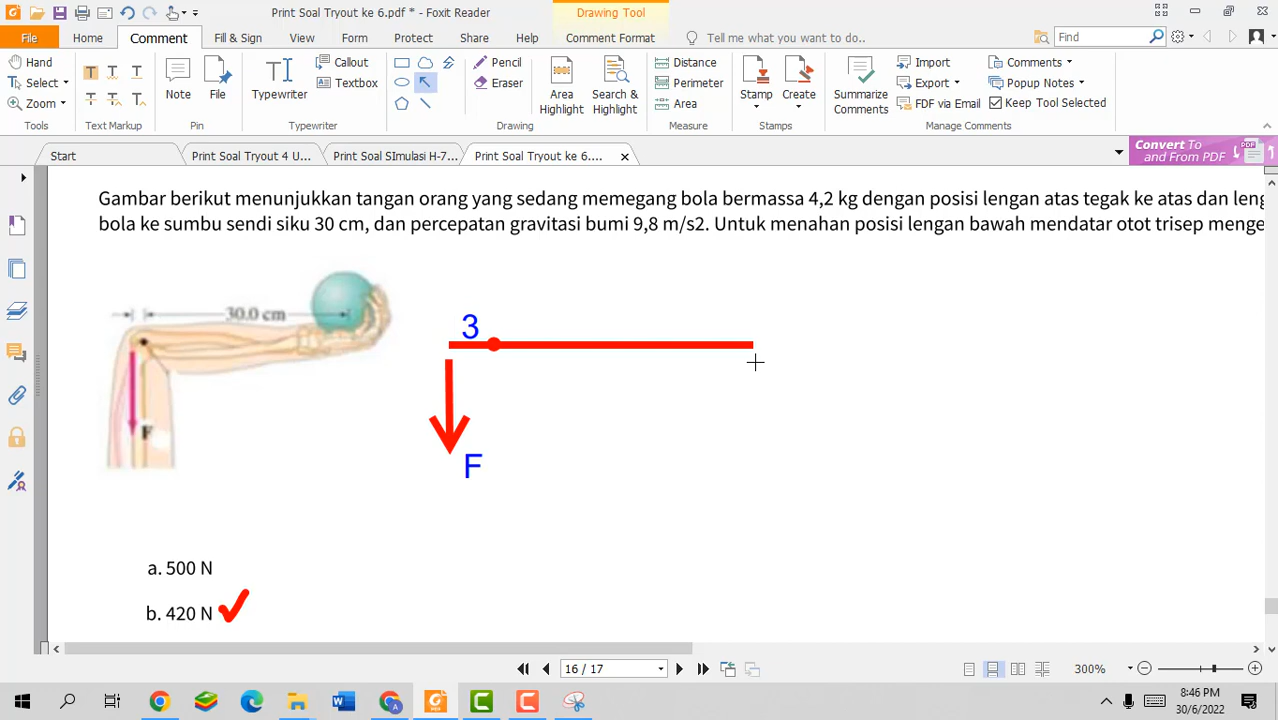 Print Soal Tryout ke 6.pdf * - Foxit Reader
Drawing Tool
File Home Comment Fill & Sign View Form Protect Share Help Comment Format Tell me what you want to do.. Find
Hand
Select
Zoom
Tools
Text Markup
Note
File
Pin
Typewriter
Callout
Textbox
Typewriter
Pencil
Eraser
Drawing
Area Highlight
Search & Highlight
Distance
Perimeter
Area
Measure
Stamp
Create
Stamps
Summarize Comments
Import
Export
FDF via Email
Comments
Popup Notes
Keep Tool Selected
Manage Comments
Start
Print Soal Tryout 4 U...
Print Soal SImulasi H-7...
Print Soal Tryout ke 6....
Convert To
and From PDF
PDF
Gambar berikut menunjukkan tangan orang yang sedang memegang bola bermassa 4,2 kg dengan posisi lengan atas tegak ke atas dan leng
bola ke sumbu sendi siku 30 cm, dan percepatan gravitasi bumi 9,8 m/s2. Untuk menahan posisi lengan bawah mendatar otot trisep menge
30.0 cm
F
3
F
a. 500 N
b. 420 N
16 / 17
300%
8:46 PM
30/6/2022